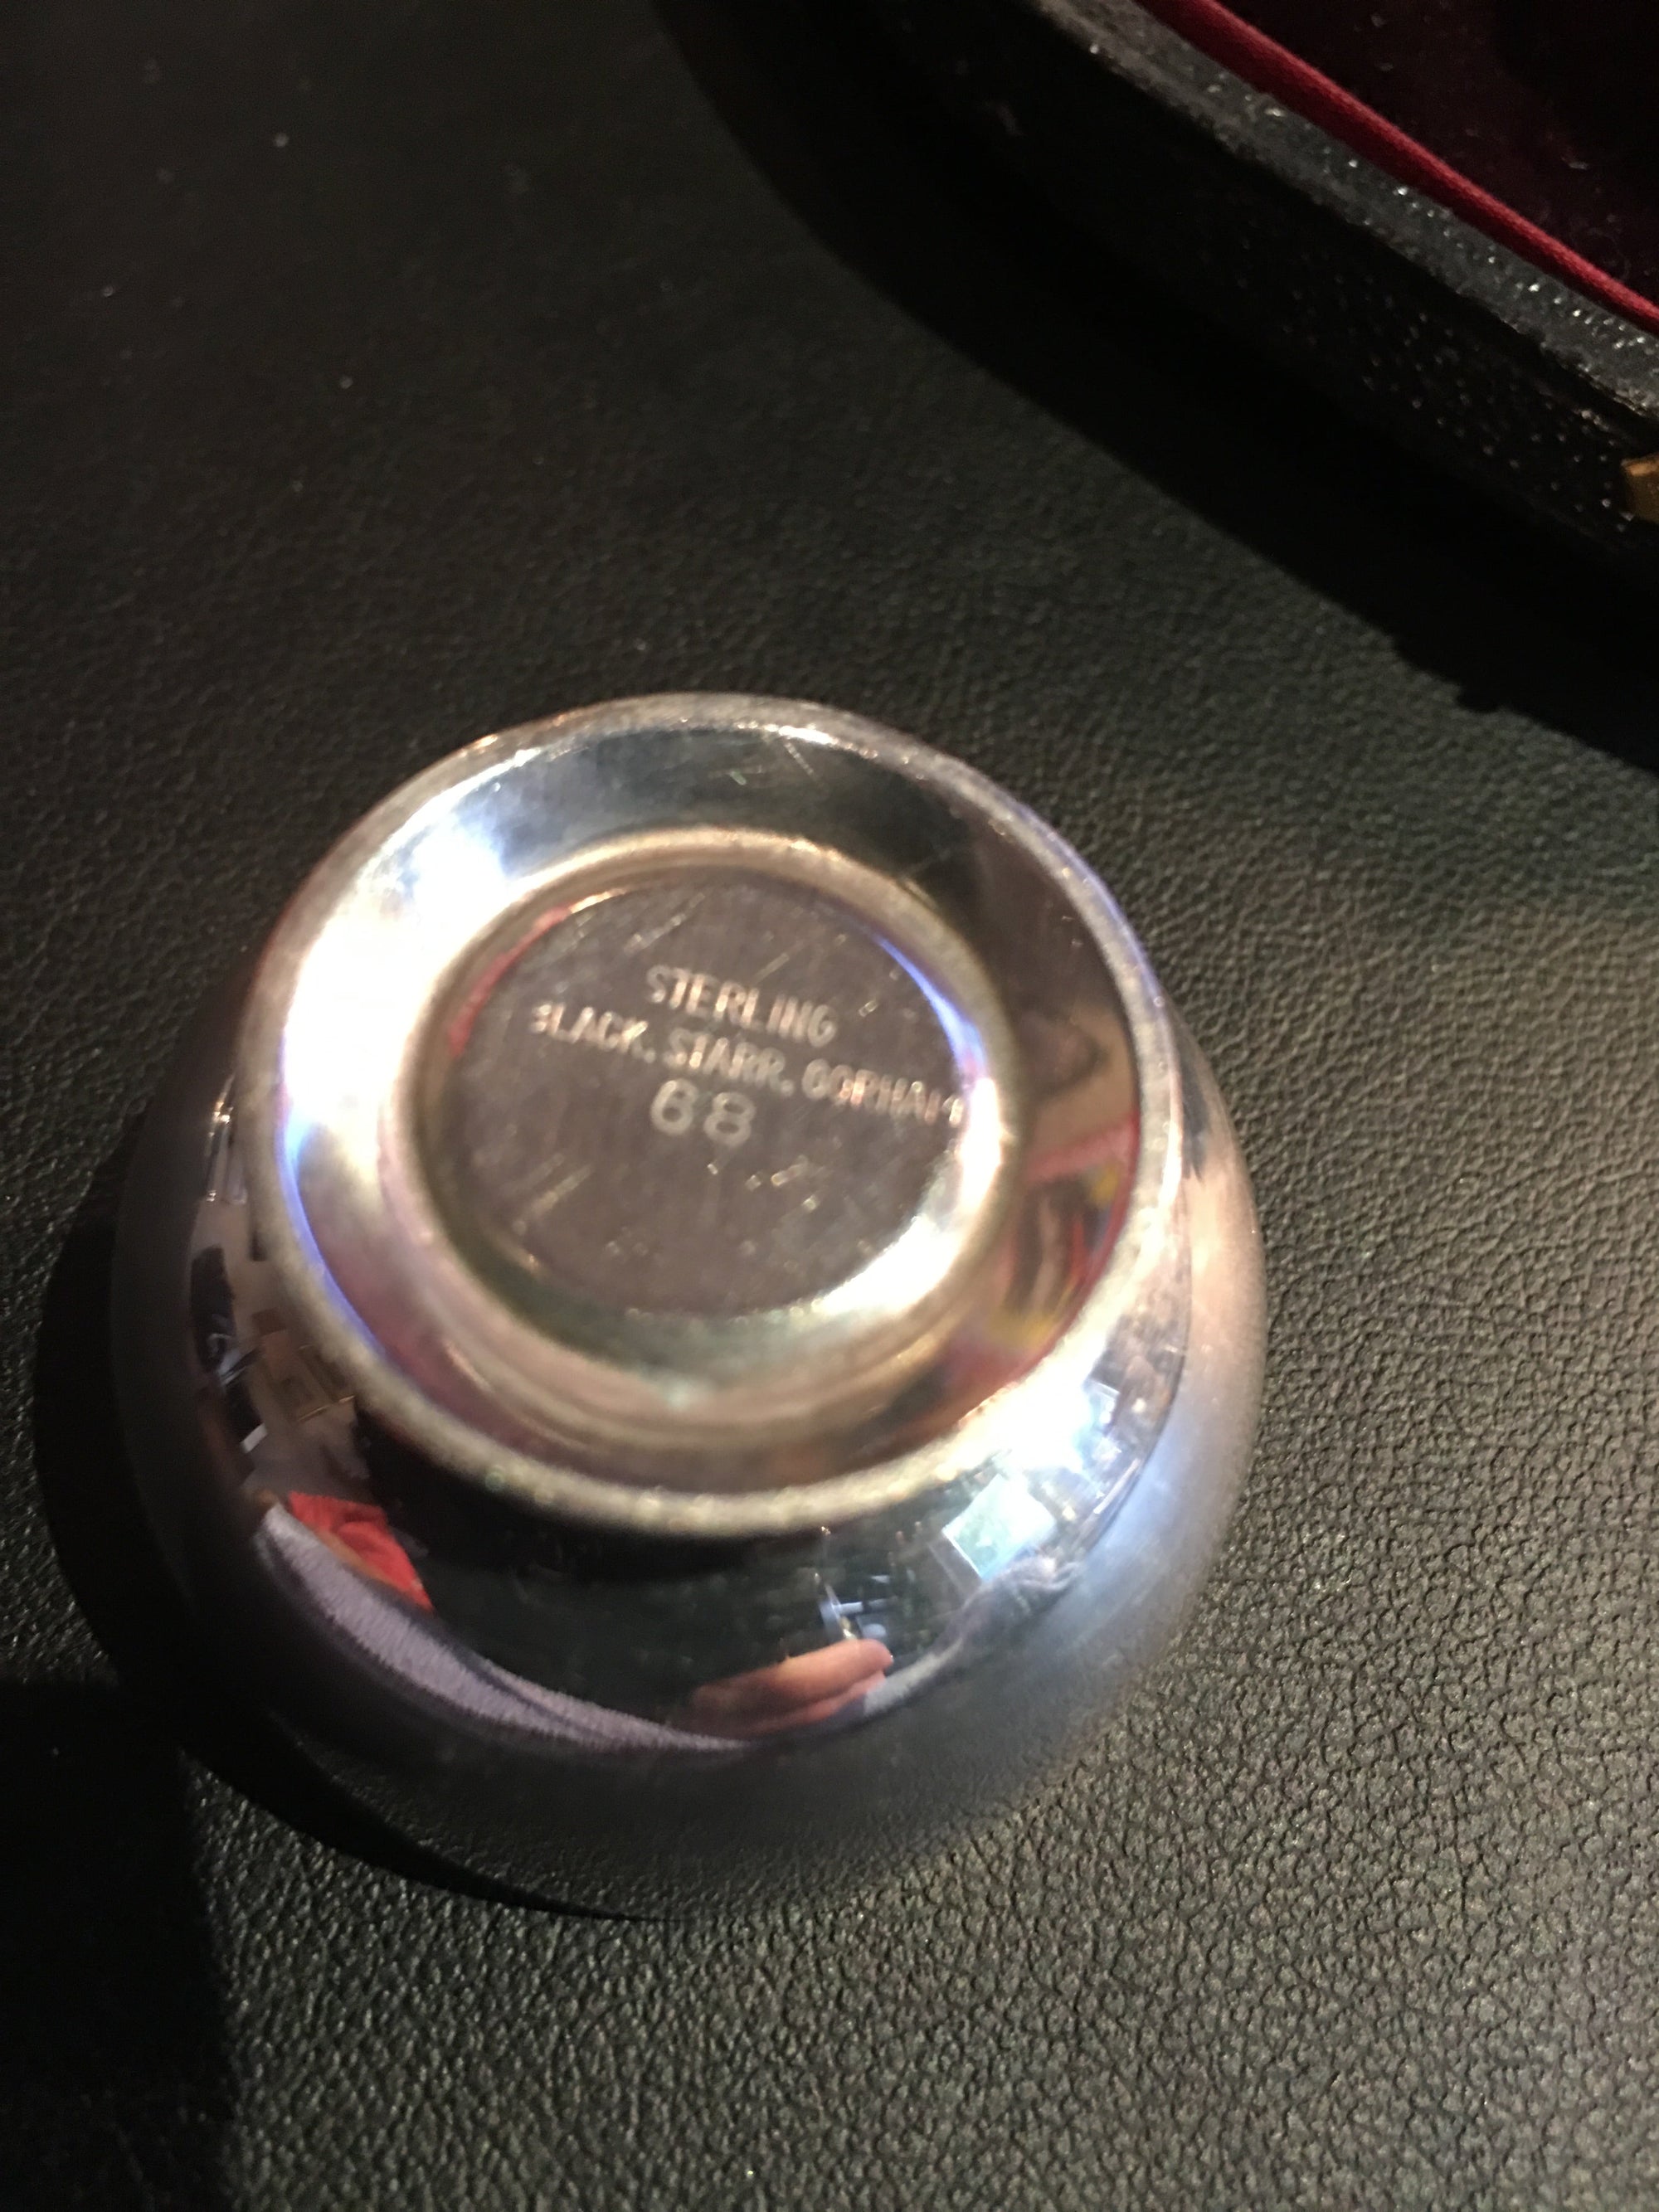 STERLING
BLACK. STARR. GORHAM
68